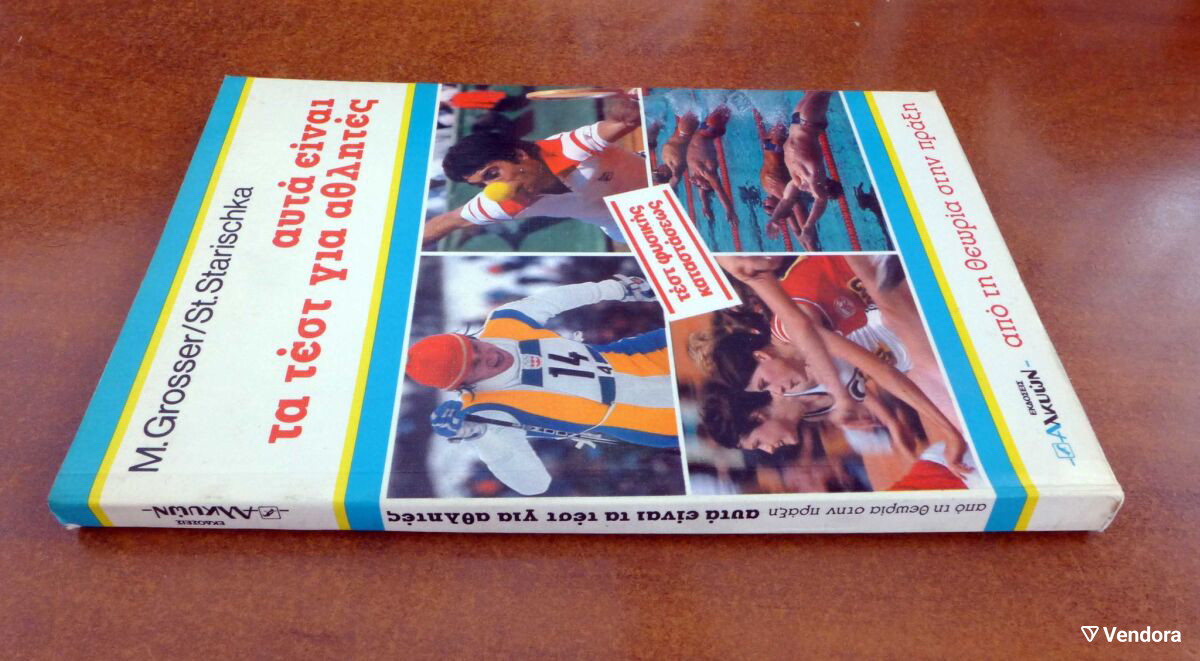 M.Grosser/St.Starischka
αυτά είναι
τα τέστ για αθλητές
τέστ φυσικής
καταστάσεως
14
από τη θεωρία στην πράξη
ΕΚΔΟΣΕΙΣ
ΑΛΚΥΩΝ
από τη θεωρία στην πράξη αυτά είναι τα τέστ για αθλητές
ΕΚΔΟΣΕΙΣ
ΑΛΚΥΩΝ
Vendora